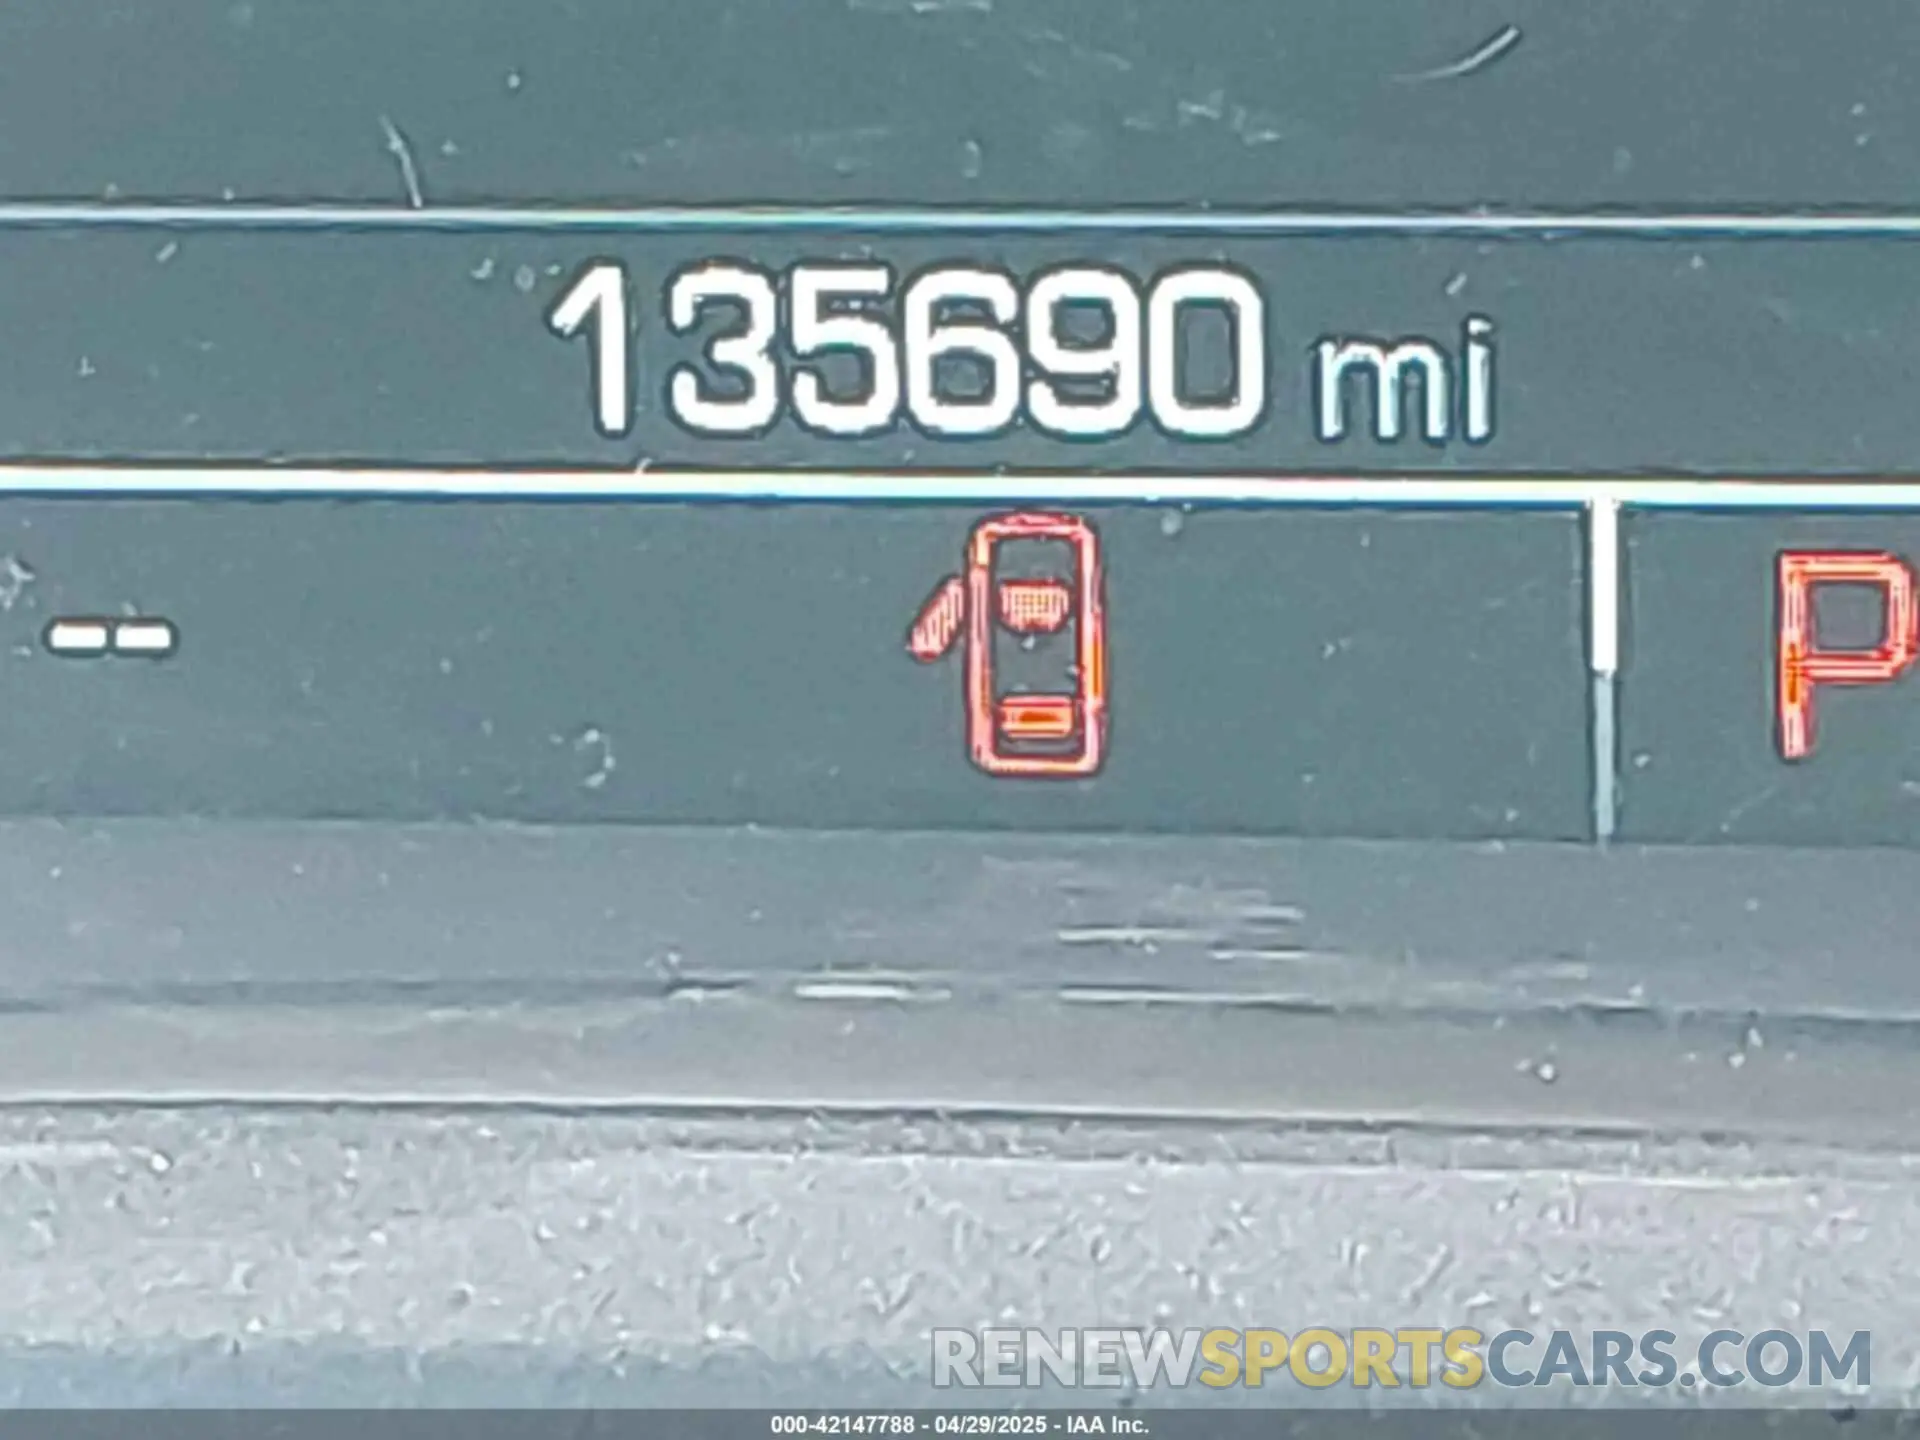 135690 mi
-- P
RENEWSPORTSCARS.COM
000-42147788 - 04/29/2025 - IAA Inc.